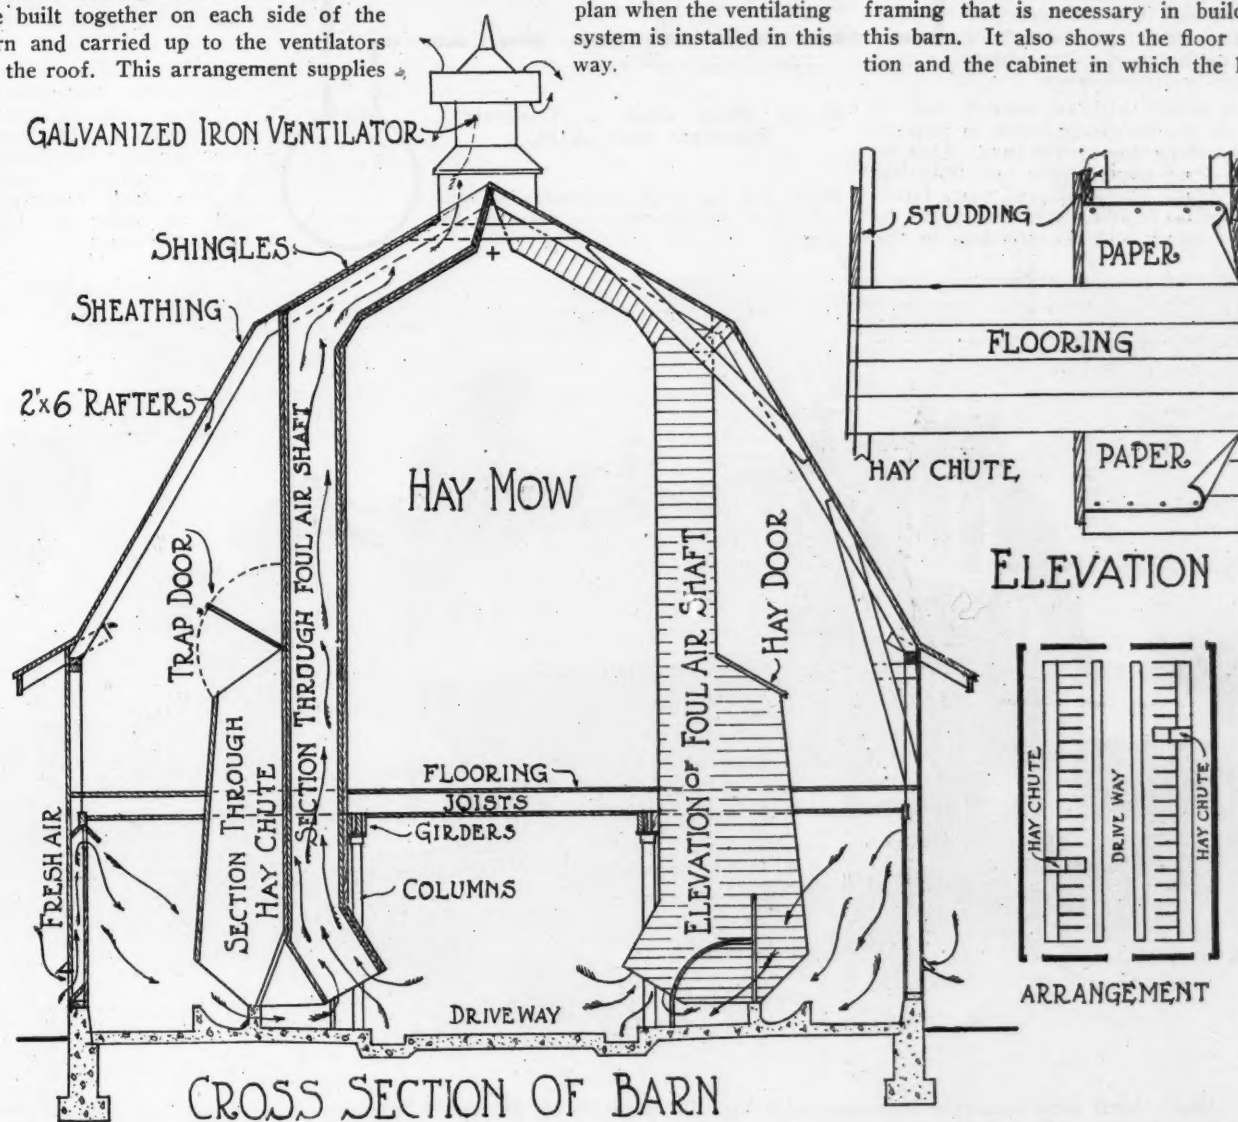 built together on each side of the
and carried up to the ventilators
the roof. This arrangement supplies
plan when the ventilating
system is installed in this
way.
framing that is necessary in
this barn. It also shows the floor
and the cabinet in which the
GALVANIZED IRON VENTILATOR
SHINGLES
SHEATHING
2"x6" RAFTERS
TRAP DOOR
SECTION THROUGH FOUL AIR SHAFT
HAY MOW
ELEVATION OF FOUL AIR SHAFT
HAY DOOR
SECTION THROUGH
HAY CHUTE
FLOORING
JOISTS
GIRDERS
COLUMNS
FRESH AIR
DRIVEWAY
CROSS SECTION OF BARN
STUDDING
PAPER
FLOORING
HAY CHUTE
PAPER
ELEVATION
HAY CHUTE
DRIVE WAY
HAY CHUTE
ARRANGEMENT